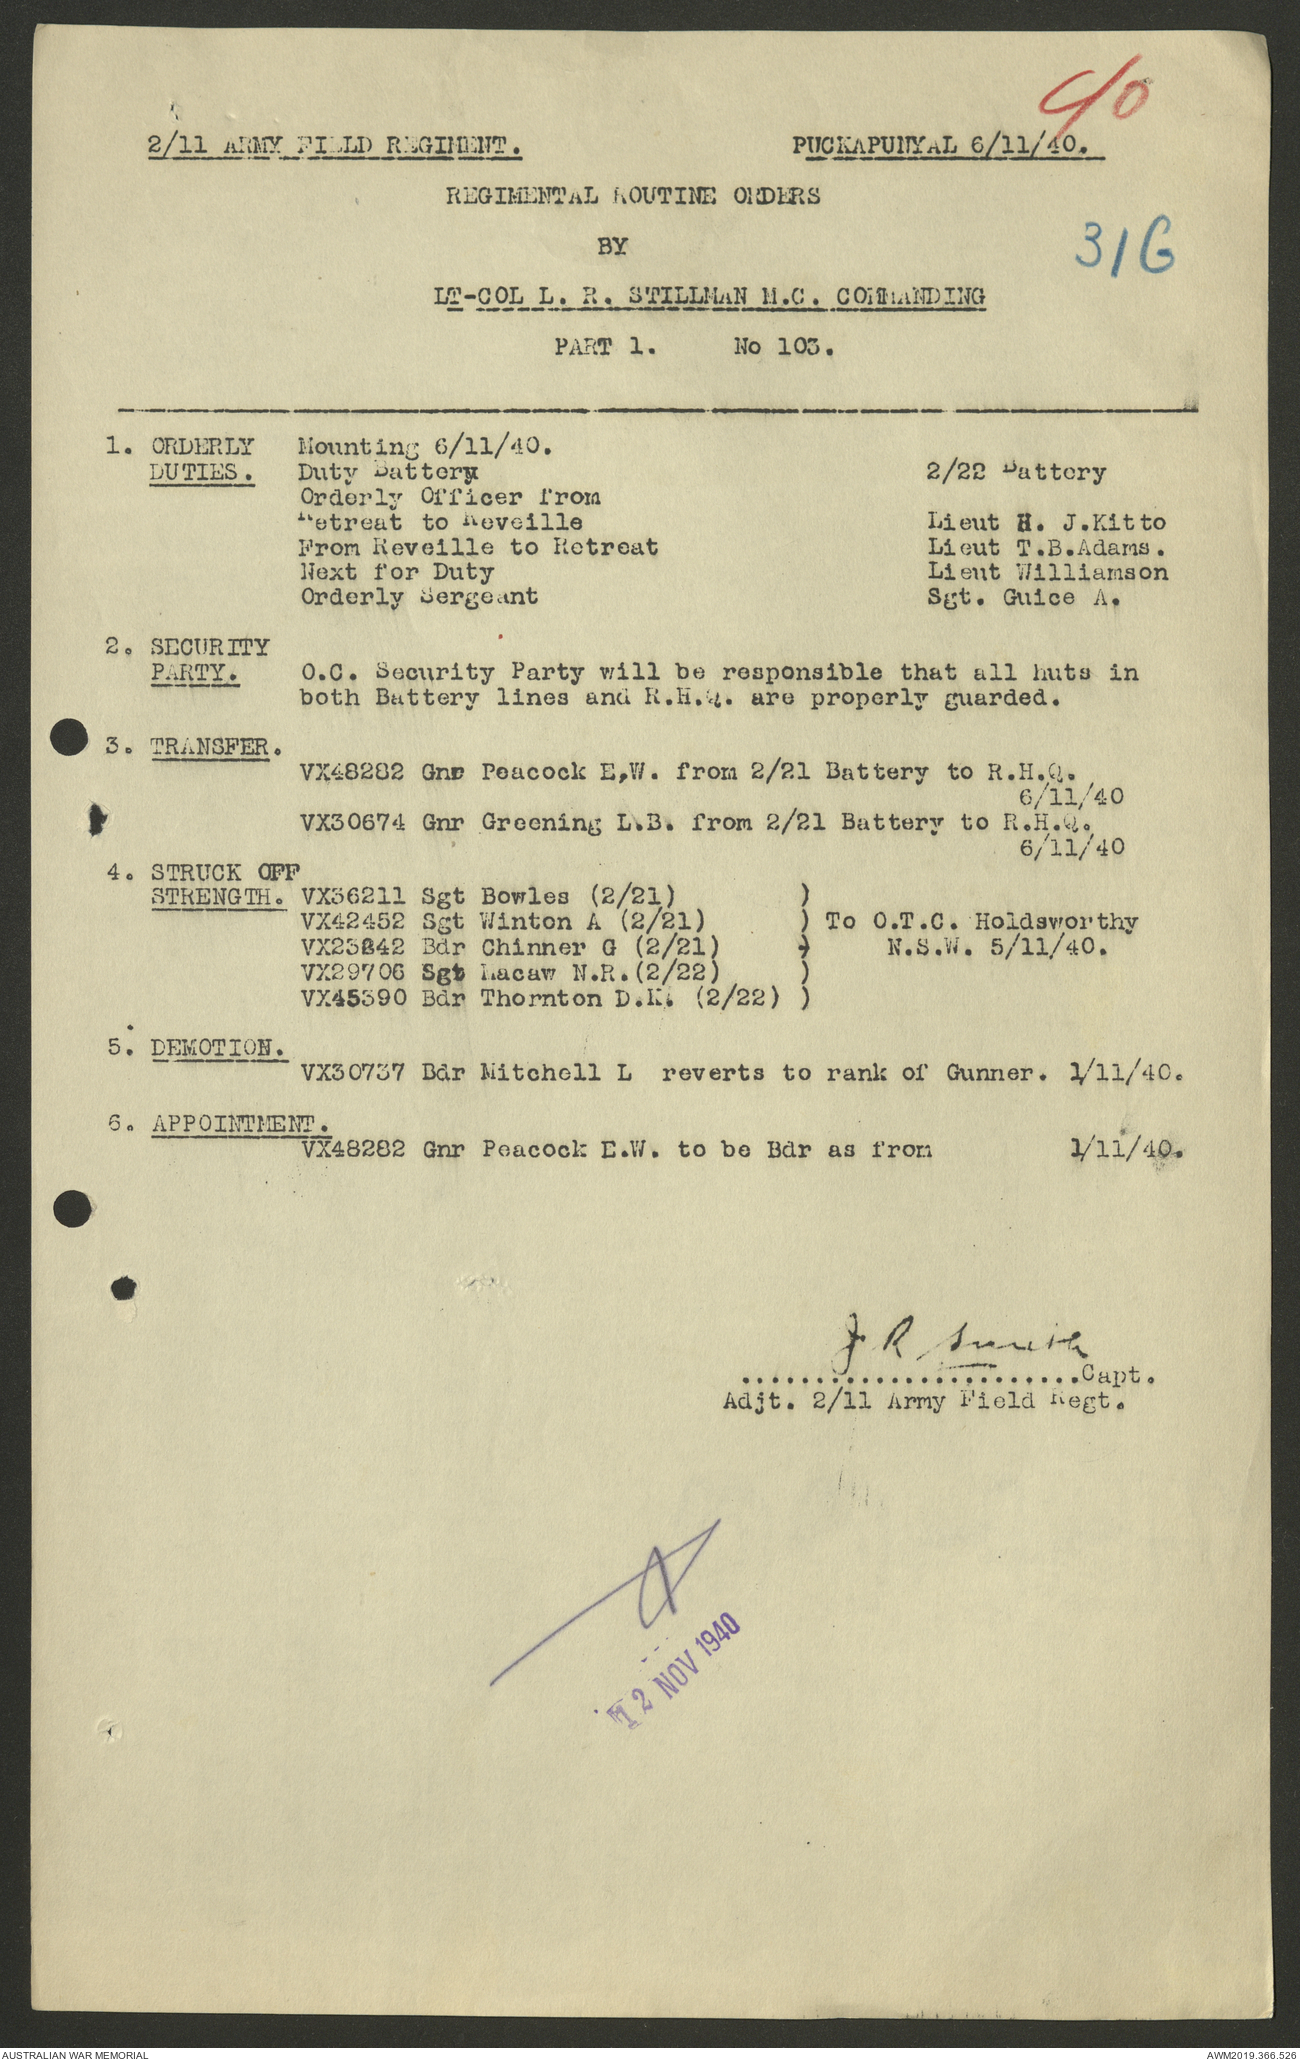 40
2/11 ARMY FIELD REGIMENT. PUCKAPUNYAL 6/11/40.
REGIMENTAL ROUTINE ORDERS
316
BY
LT-COL L. R. STILLMAN M.C. COMMANDING
PART 1. No 103.
1. ORDERLY Mounting 6/11/40.
DUTIES. Duty Battery 2/22 Battery
Orderly Officer from
Retreat to Reveille Lieut H. J.Kitto
From Reveille to Retreat Lieut T.B.Adams.
Next for Duty Lieut Williamson
Orderly Sergeant Sgt. Guice A.
2. SECURITY
PARTY. O.C. Security Party will be responsible that all huts in
both Battery lines and R.H.Q. are properly guarded.
3. TRANSFER.
VX48282 Gnr Peacock E.W. from 2/21 Battery to R.H.Q.
6/11/40
VX30674 Gnr Greening L.B. from 2/21 Battery to R.H.Q.
6/11/40
4. STRUCK OFF
STRENGTH. VX36211 Sgt Bowles (2/21) )
VX42452 Sgt Winton A (2/21) ) To O.T.C. Holdsworthy
VX23842 Bdr Chinner G (2/21) ) N.S.W. 5/11/40.
VX29706 Sgt Lacaw N.R.(2/22) )
VX45390 Bdr Thornton D.K. (2/22) )
5. DEMOTION.
VX30737 Bdr Mitchell L reverts to rank of Gunner. 1/11/40.
6. APPOINTMENT.
VX48282 Gnr Peacock E.W. to be Bdr as from 1/11/40.
J R Smith
........................Capt.
Adjt. 2/11 Army Field Regt.
12 NOV 1940
AUSTRALIAN WAR MEMORIAL AWM2019.366.526